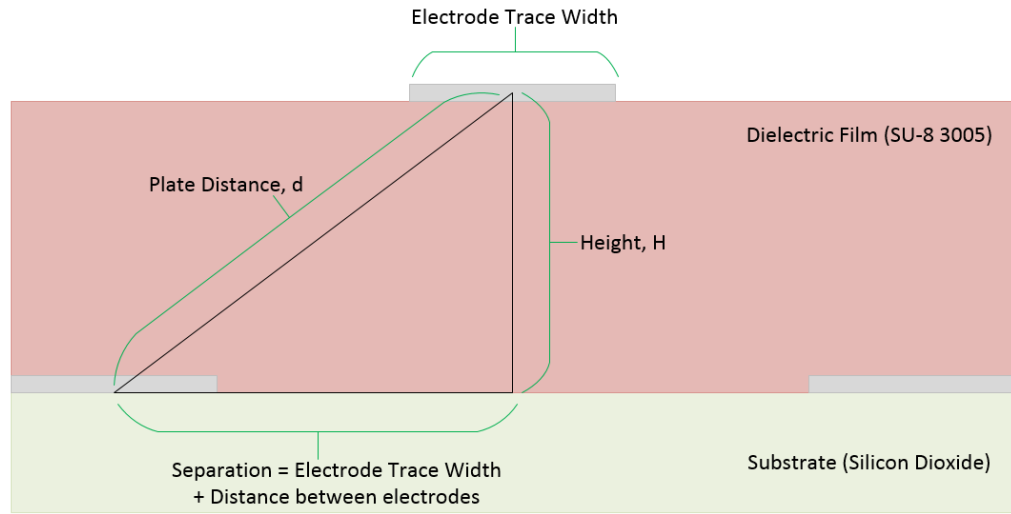 Electrode Trace Width
Dielectric Film (SU-8 3005)
Plate Distance, d
Height, H
Separation = Electrode Trace Width
+ Distance between electrodes
Substrate (Silicon Dioxide)